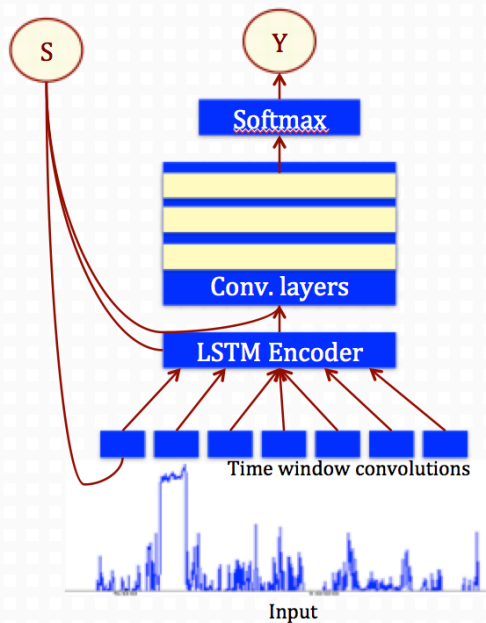 S
Y
Softmax
Conv. layers
LSTM Encoder
Time window convolutions
Input